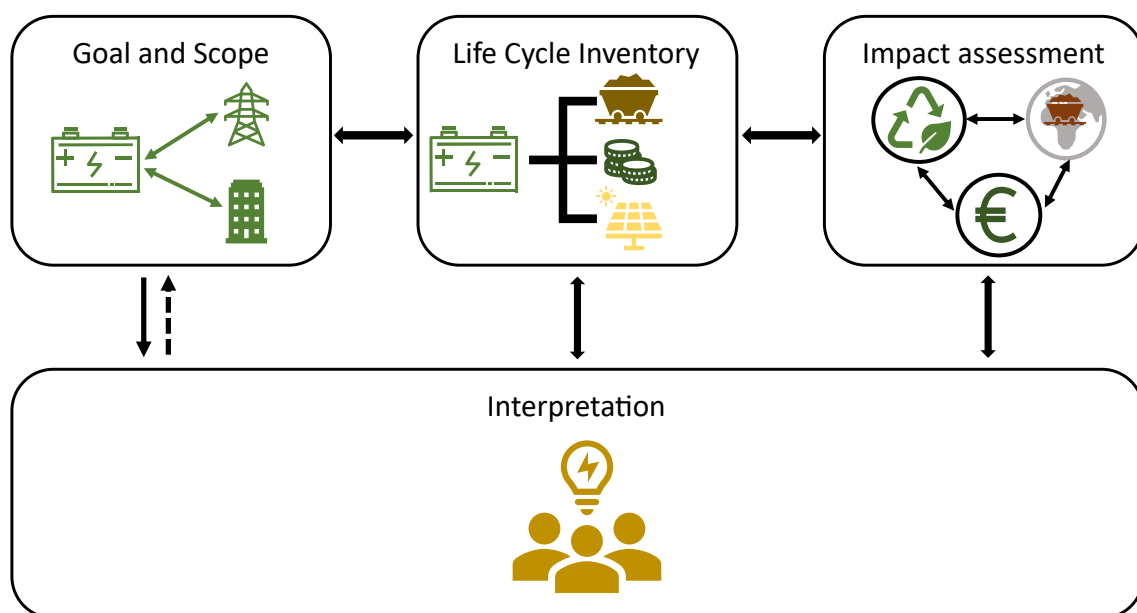 Goal and Scope
Life Cycle Inventory
Impact assessment
€
Interpretation